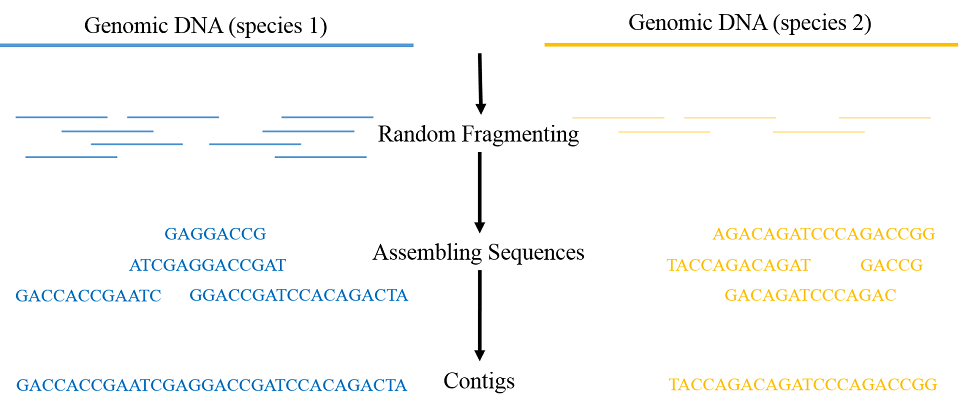 Genomic DNA (species 1)
Genomic DNA (species 2)
Random Fragmenting
GAGGACCG
AGACAGATCCCAGACCGG
Assembling Sequences
ATCGAGGACCGAT
TACCAGACAGAT
GACCG
GACCACCGAATC
GGACCGATCCACAGACTA
GACAGATCCCAGAC
GACCACCGAATCGAGGACCGATCCACAGACTA
Contigs
TACCAGACAGATCCCAGACCGG